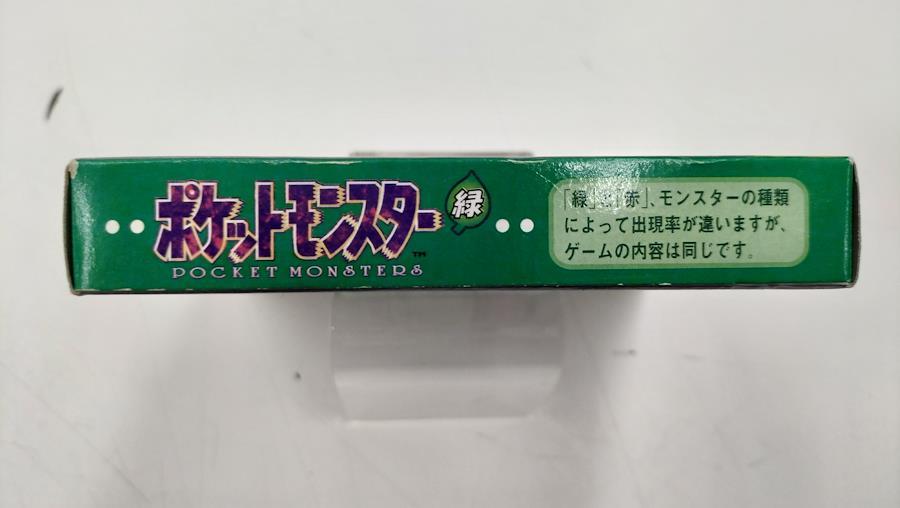 ポケットモンスター 緑
POCKET MONSTERS ™
「緑」と「赤」、モンスターの種類
によって出現率が違いますが、
ゲームの内容は同じです。